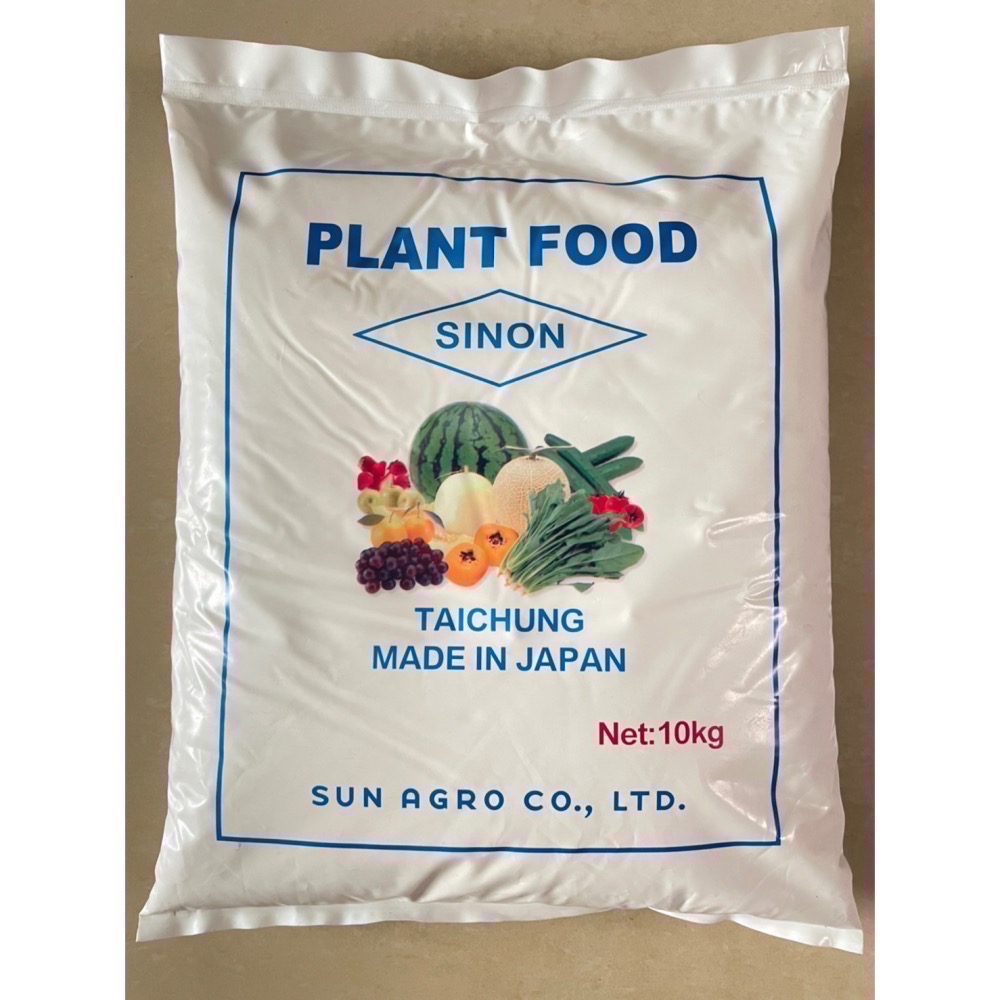 PLANT FOOD
SINON
TAICHUNG
MADE IN JAPAN
Net:10kg
SUN AGRO CO., LTD.